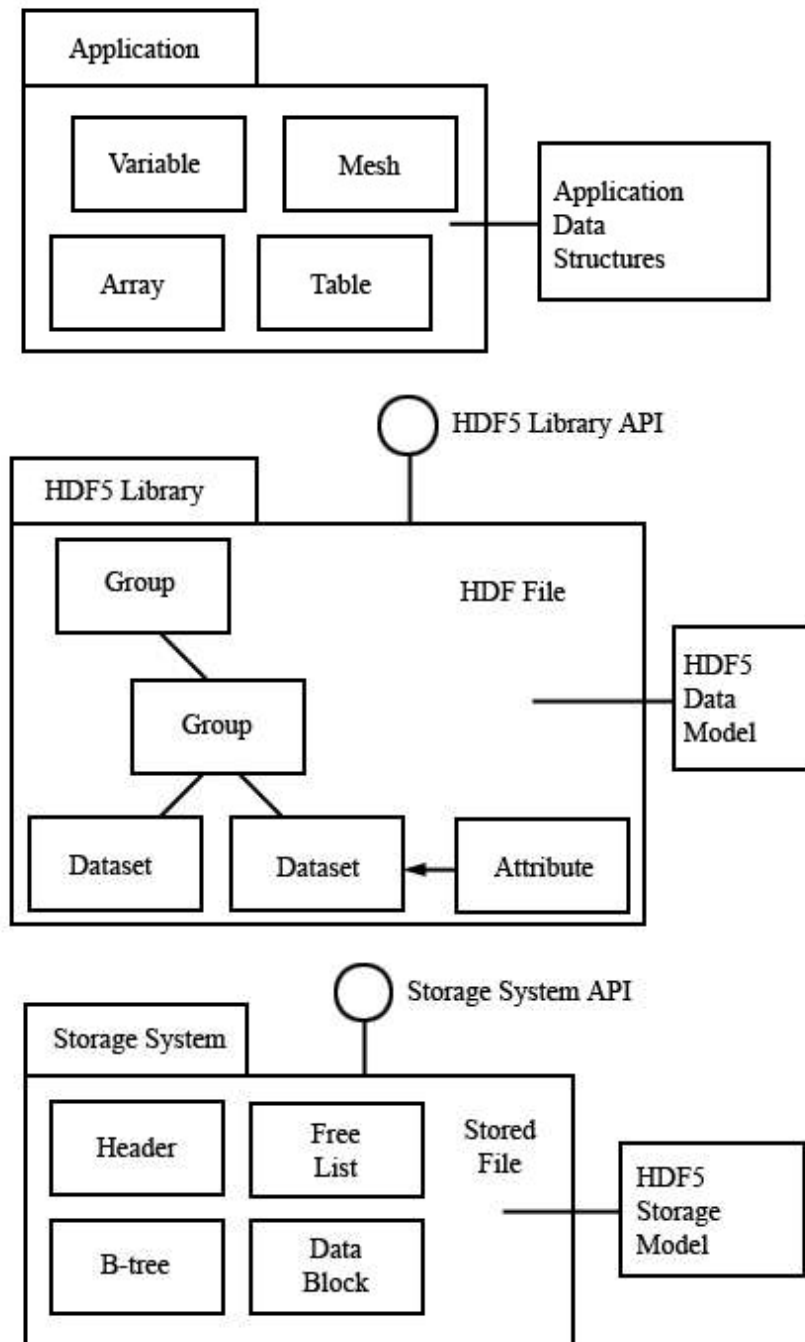 Application
Variable
Mesh
Array
Table
Application
Data
Structures
HDF5 Library API
HDF5 Library
Group
HDF File
Group
HDF5
Data
Model
Dataset
Dataset
Attribute
Storage System API
Storage System
Header
Free
List
Stored
File
B-tree
Data
Block
HDF5
Storage
Model